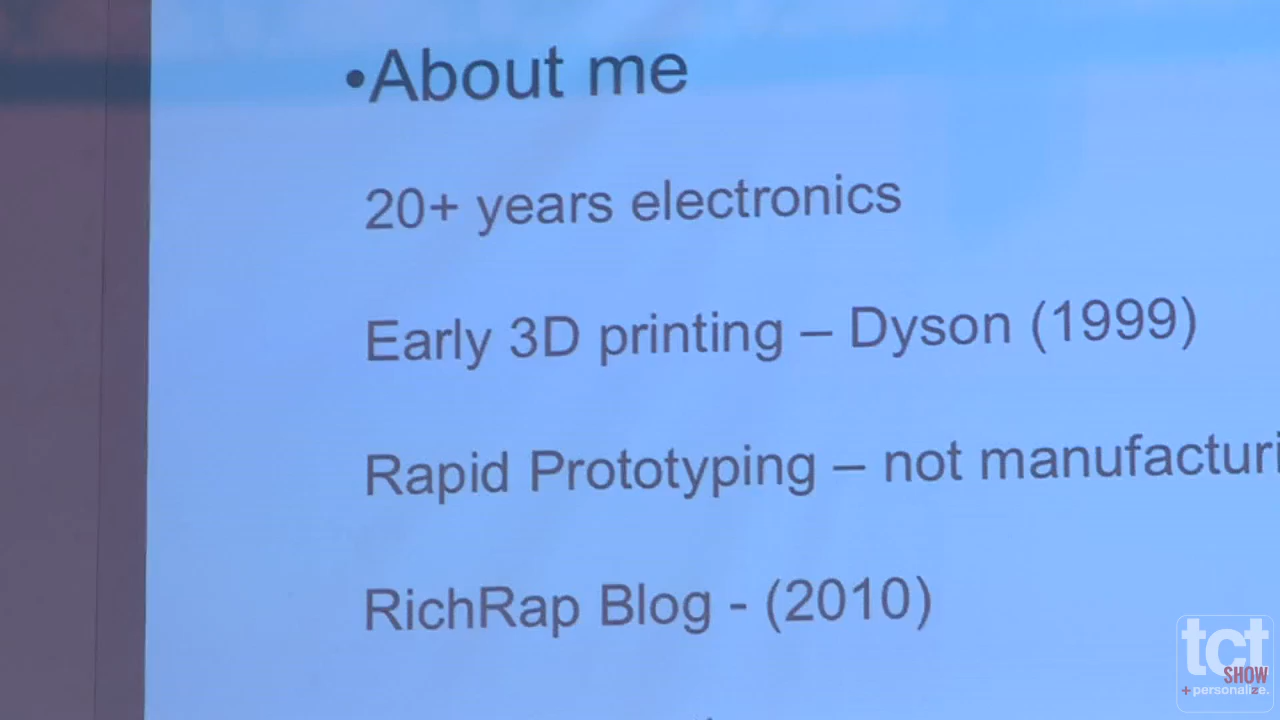 •About me
20+ years electronics
Early 3D printing – Dyson (1999)
Rapid Prototyping – not manufacturi
RichRap Blog - (2010)
tct
SHOW
+personalize.